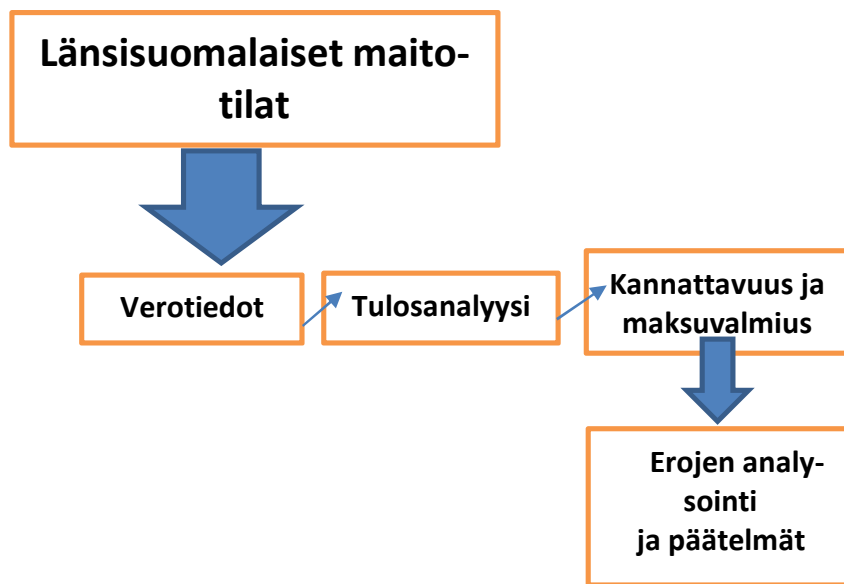 Länsisuomalaiset maito-
tilat
Verotiedot
Tulosanalyysi
Kannattavuus ja
maksuvalmius
Erojen analy-
sointi
ja päätelmät